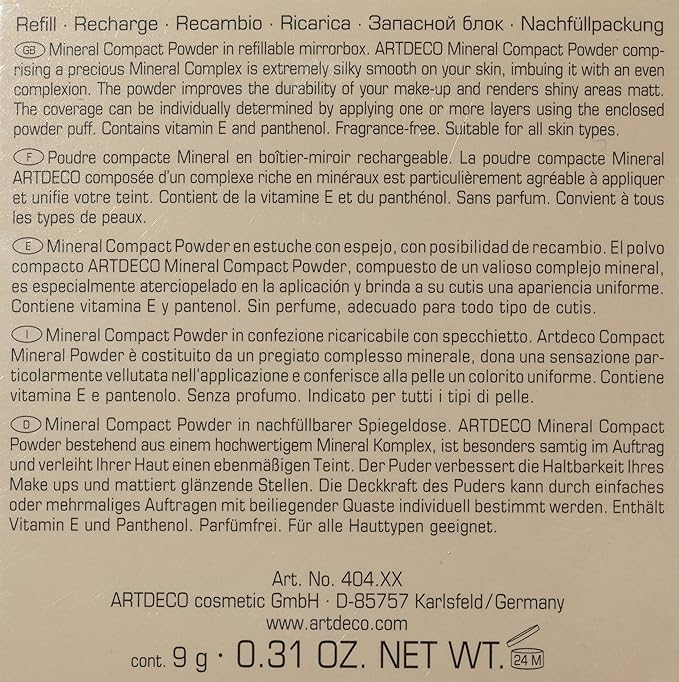 Refill · Recharge · Recambio · Ricarica · Запасной блок · Nachfüllpackung
GB Mineral Compact Powder in refillable mirrorbox. ARTDECO Mineral Compact Powder comp-
rising a precious Mineral Complex is extremely silky smooth on your skin, imbuing it with an even
complexion. The powder improves the durability of your make-up and renders shiny areas matt.
The coverage can be individually determined by applying one or more layers using the enclosed
powder puff. Contains vitamin E and panthenol. Fragrance-free. Suitable for all skin types.
F Poudre compacte Mineral en boîtier-miroir rechargeable. La poudre compacte Mineral
ARTDECO composée d'un complexe riche en minéraux est particulièrement agréable à appliquer
et unifie votre teint. Contient de la vitamine E et du panthénol. Sans parfum. Convient à tous
les types de peaux.
E Mineral Compact Powder en estuche con espejo, con posibilidad de recambio. El polvo
compacto ARTDECO Mineral Compact Powder, compuesto de un valioso complejo mineral,
es especialmente aterciopelado en la aplicación y brinda a su cutis una apariencia uniforme.
Contiene vitamina E y pantenol. Sin perfume, adecuado para todo tipo de cutis.
I Mineral Compact Powder in confezione ricaricabile con specchietto. Artdeco Compact
Mineral Powder è costituito da un pregiato complesso minerale, dona una sensazione par-
ticolarmente vellutata nell'applicazione e conferisce alla pelle un colorito uniforme. Contiene
vitamina E e pantenolo. Senza profumo. Indicato per tutti i tipi di pelle.
D Mineral Compact Powder in nachfüllbarer Spiegeldose. ARTDECO Mineral Compact
Powder bestehend aus einem hochwertigem Mineral Komplex, ist besonders samtig im Auftrag
und verleiht Ihrer Haut einen ebenmäßigen Teint. Der Puder verbessert die Haltbarkeit Ihres
Make ups und mattiert glänzende Stellen. Die Deckkraft des Puders kann durch einfaches
oder mehrmaliges Auftragen mit beiliegender Quaste individuell bestimmt werden. Enthält
Vitamin E und Panthenol. Parfümfrei. Für alle Hauttypen geeignet.
Art. No. 404.XX
ARTDECO cosmetic GmbH · D-85757 Karlsfeld/Germany
www.artdeco.com
cont. 9 g · 0.31 OZ. NET WT. 24 M